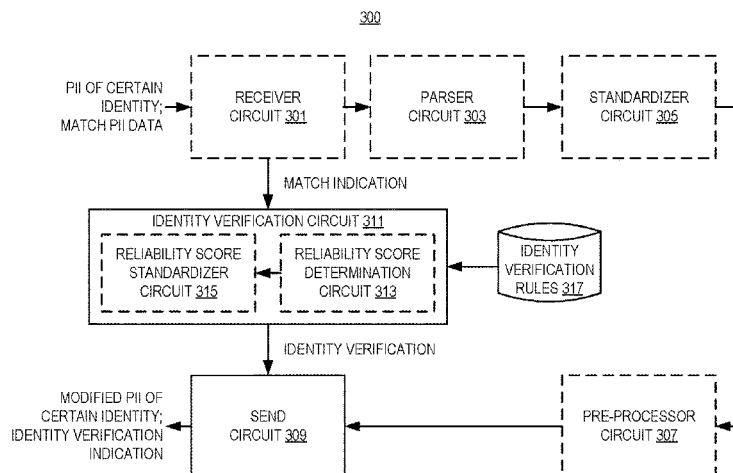 300
PII OF CERTAIN
IDENTITY;
MATCH PII DATA
RECEIVER
CIRCUIT 301
PARSER
CIRCUIT 303
STANDARDIZER
CIRCUIT 305
MATCH INDICATION
IDENTITY VERIFICATION CIRCUIT 311
RELIABILITY SCORE
STANDARDIZER
CIRCUIT 315
RELIABILITY SCORE
DETERMINATION
CIRCUIT 313
IDENTITY
VERIFICATION
RULES 317
IDENTITY VERIFICATION
MODIFIED PII OF
CERTAIN IDENTITY;
IDENTITY VERIFICATION
INDICATION
SEND
CIRCUIT 309
PRE-PROCESSOR
CIRCUIT 307